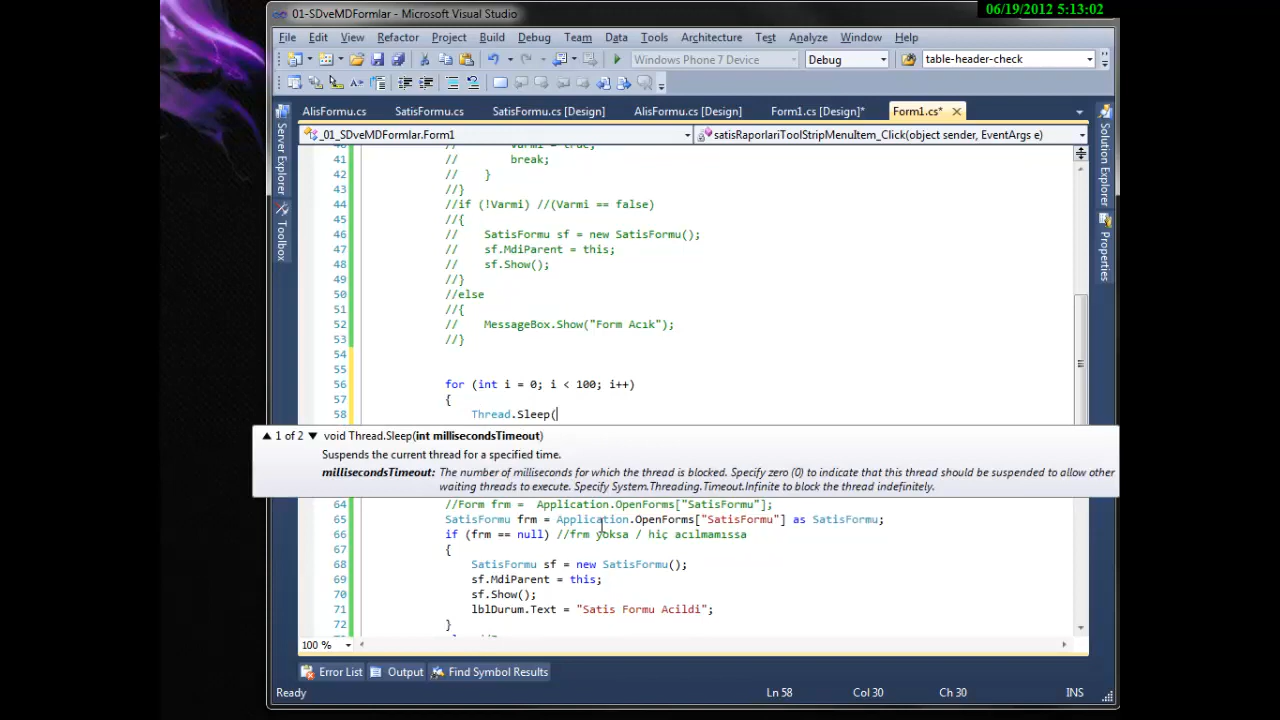 06/19/2012 5:13:02
01-SDveMDFormlar - Microsoft Visual Studio
File Edit View Refactor Project Build Debug Team Data Tools Architecture Test Analyze Window Help
Windows Phone 7 Device Debug table-header-check
AlisFormu.cs SatisFormu.cs SatisFormu.cs [Design] AlisFormu.cs [Design] Form1.cs [Design]* Form1.cs*
_01_SDveMDFormlar.Form1 satisRaporlariToolStripMenuItem_Click(object sender, EventArgs e)
Server Explorer
Toolbox
Solution Explorer
Properties
40 // Varmi = true;
41 // break;
42 // }
43 //}
44 //if (!Varmi) //(Varmi == false)
45 //{
46 // SatisFormu sf = new SatisFormu();
47 // sf.MdiParent = this;
48 // sf.Show();
49 //}
50 //else
51 //{
52 // MessageBox.Show("Form Acık");
53 //}
54
55
56 for (int i = 0; i < 100; i++)
57 {
58 Thread.Sleep(
1 of 2 void Thread.Sleep(int millisecondsTimeout)
Suspends the current thread for a specified time.
millisecondsTimeout: The number of milliseconds for which the thread is blocked. Specify zero (0) to indicate that this thread should be suspended to allow other
waiting threads to execute. Specify System.Threading.Timeout.Infinite to block the thread indefinitely.
64 //Form frm = Application.OpenForms["SatisFormu"];
65 SatisFormu frm = Application.OpenForms["SatisFormu"] as SatisFormu;
66 if (frm == null) //frm yoksa / hiç acılmamıssa
67 {
68 SatisFormu sf = new SatisFormu();
69 sf.MdiParent = this;
70 sf.Show();
71 lblDurum.Text = "Satis Formu Acildi";
72 }
100 %
Error List Output Find Symbol Results
Ready Ln 58 Col 30 Ch 30 INS